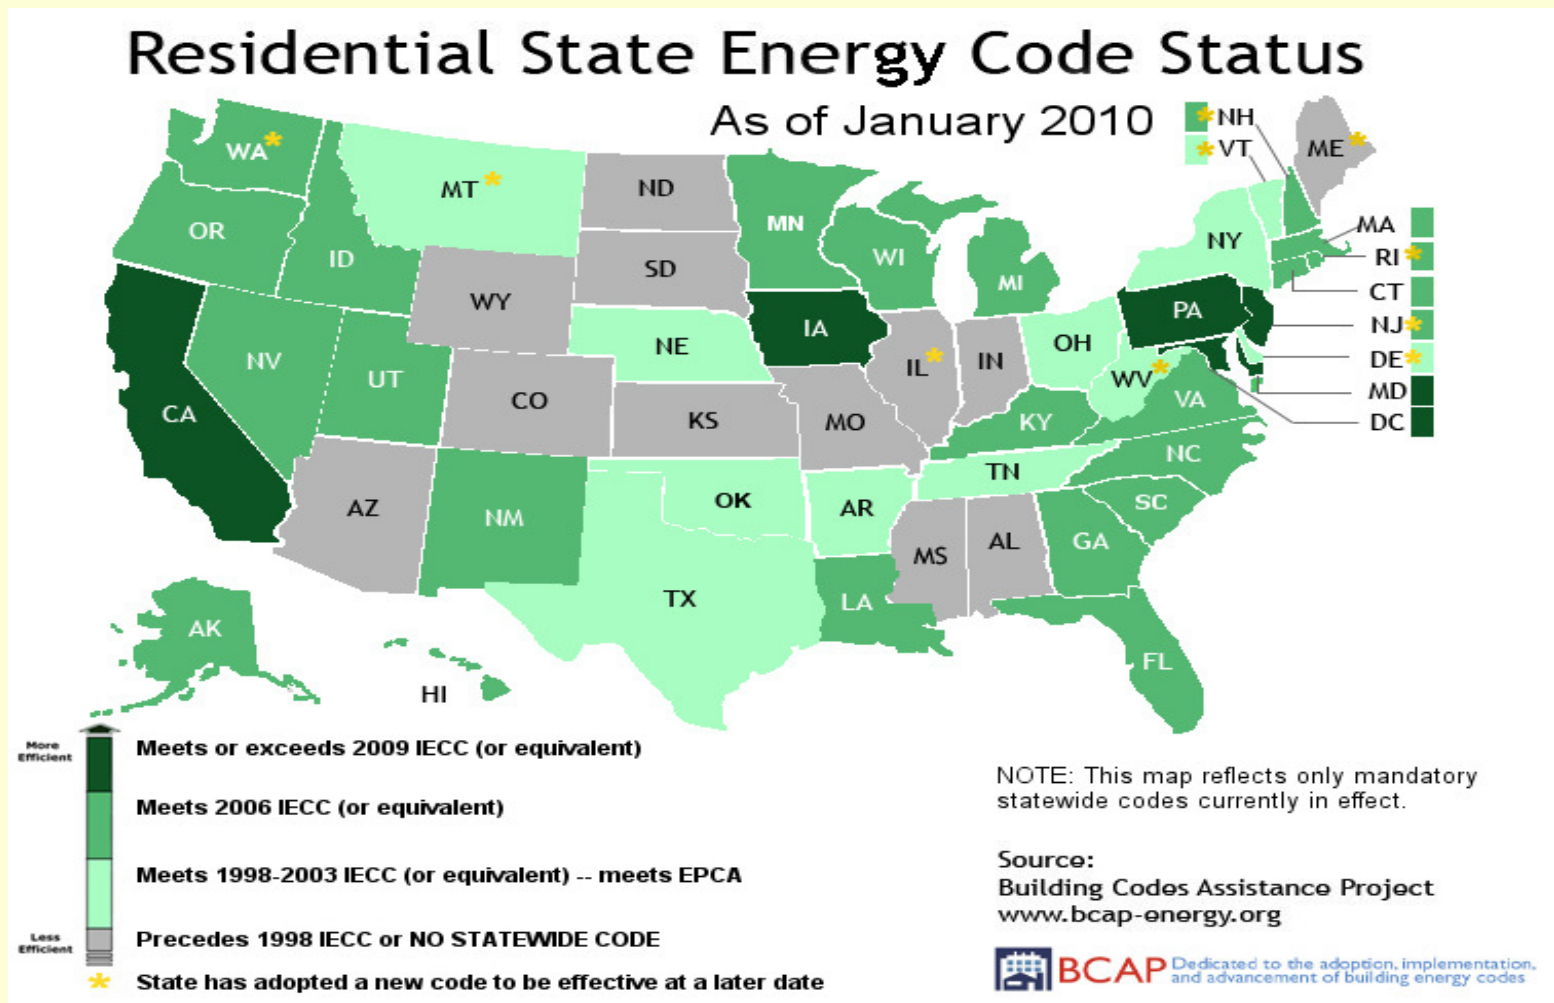 Residential State Energy Code Status
As of January 2010
NH
VT
ME
WA
MT
ND
MN
OR
ID
SD
WI
MI
NY
MA
RI
CT
NJ
DE
MD
DC
WY
IA
PA
NE
IL
IN
OH
WV
VA
NV
UT
CO
KS
MO
KY
CA
NC
TN
AZ
NM
OK
AR
SC
MS
AL
GA
TX
LA
AK
HI
FL
More
Efficient
Meets or exceeds 2009 IECC (or equivalent)
Meets 2006 IECC (or equivalent)
Meets 1998-2003 IECC (or equivalent) -- meets EPCA
Less
Efficient
Precedes 1998 IECC or NO STATEWIDE CODE
* State has adopted a new code to be effective at a later date
NOTE: This map reflects only mandatory
statewide codes currently in effect.
Source:
Building Codes Assistance Project
www.bcap-energy.org
BCAP
Dedicated to the adoption, implementation,
and advancement of building energy codes